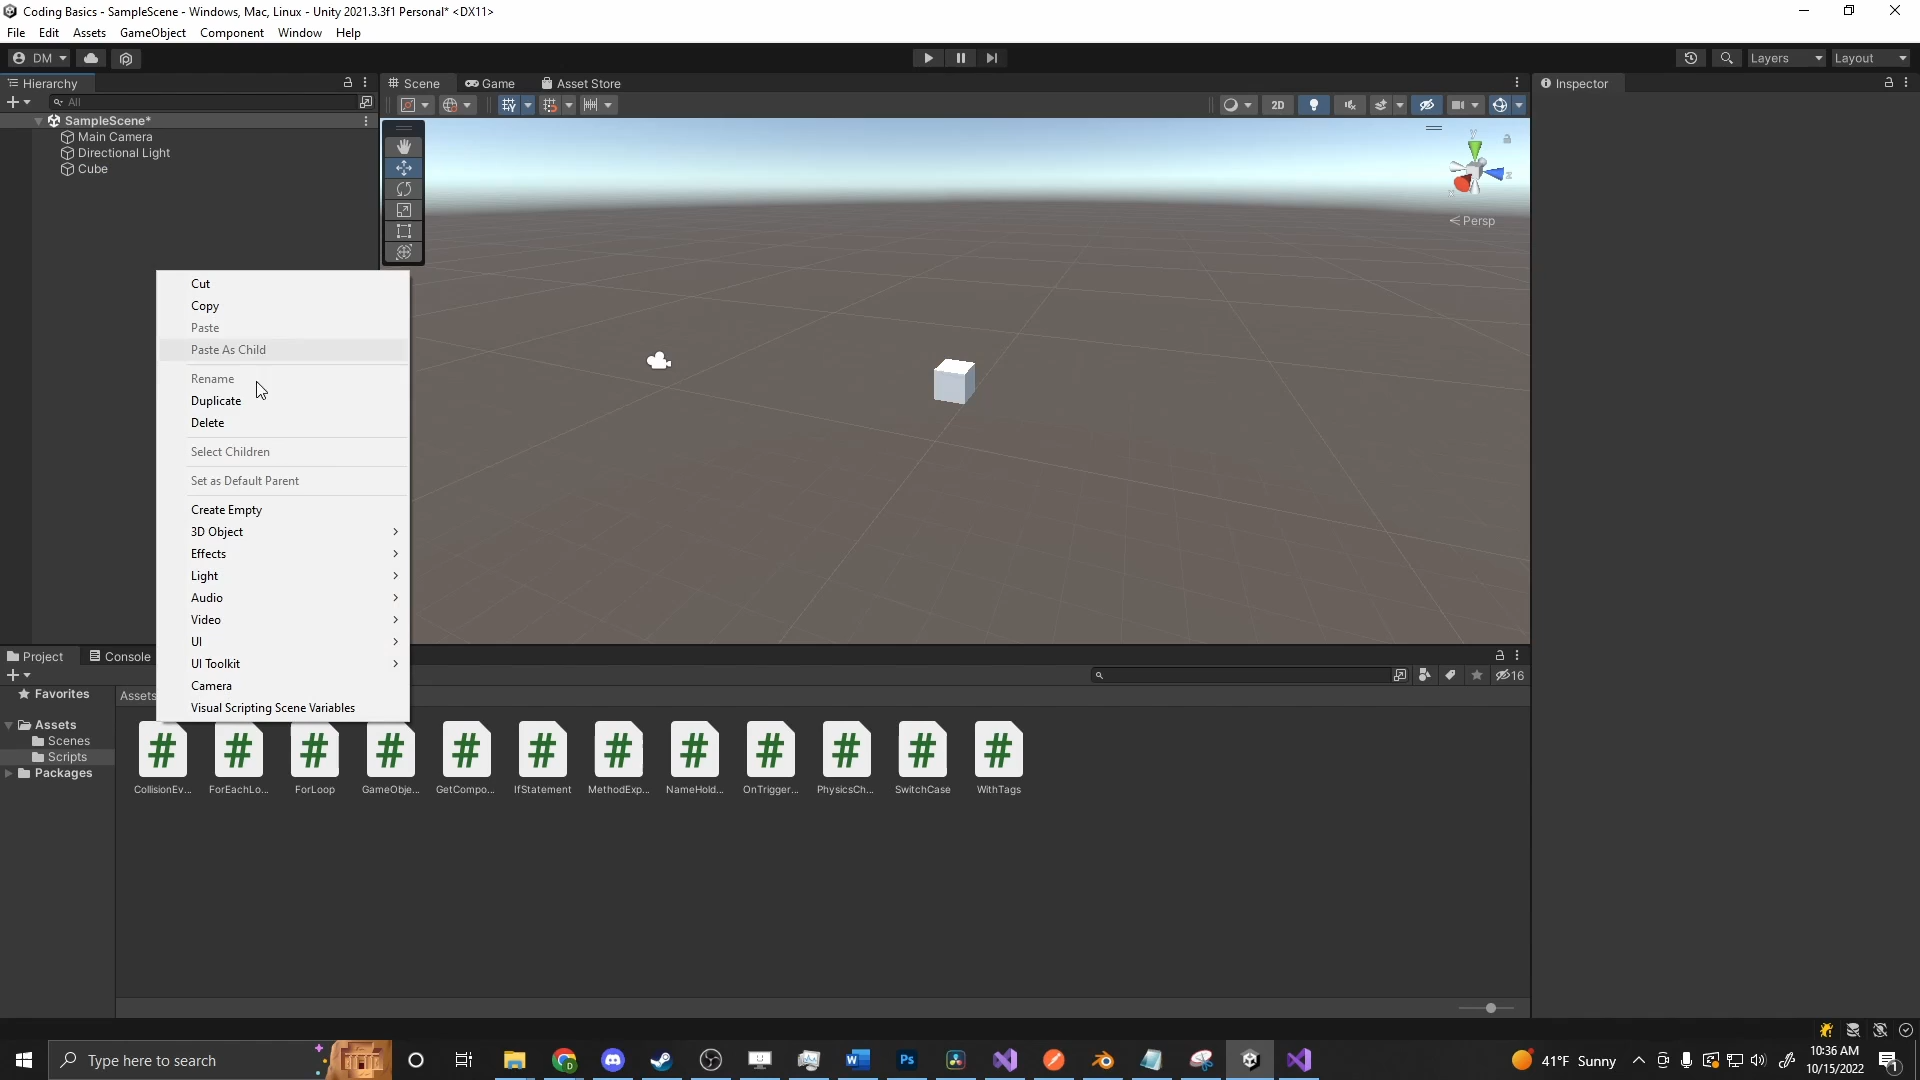 Coding Basics - SampleScene - Windows, Mac, Linux - Unity 2021.3.3f1 Personal* <DX11>
File Edit Assets GameObject Component Window Help
DM
Layers
Layout
Hierarchy
Scene
Game
Asset Store
Inspector
All
2D
SampleScene*
Main Camera
Directional Light
Cube
y
z
x
< Persp
Cut
Copy
Paste
Paste As Child
Rename
Duplicate
Delete
Select Children
Set as Default Parent
Create Empty
3D Object
Effects
Light
Audio
Video
UI
UI Toolkit
Camera
Visual Scripting Scene Variables
Project
Console
16
Favorites
Assets
Assets
Scenes
Scripts
Packages
CollisionEv...
ForEachLo...
ForLoop
GameObje...
GetCompo...
IfStatement
MethodExp...
NameHold...
OnTrigger...
PhysicsCh...
SwitchCase
WithTags
Type here to search
41°F Sunny
10:36 AM
10/15/2022
1